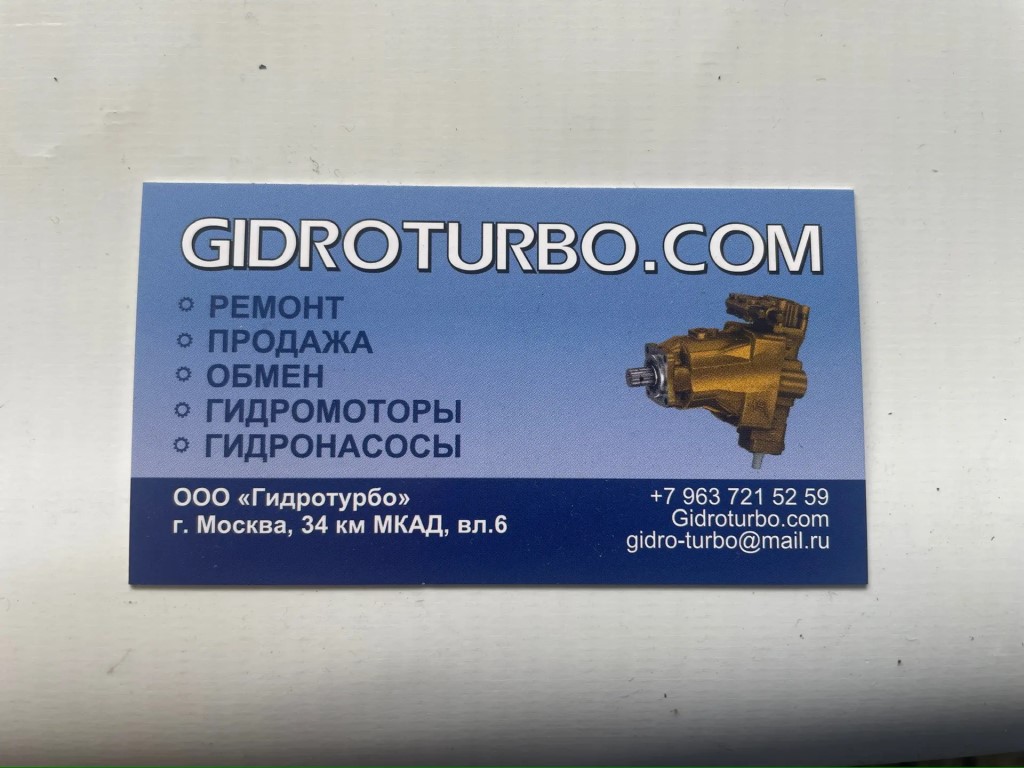 GIDROTURBO.COM
РЕМОНТ
ПРОДАЖА
ОБМЕН
ГИДРОМОТОРЫ
ГИДРОНАСОСЫ
ООО «Гидротурбо»
г. Москва, 34 км МКАД, вл.6
+7 963 721 52 59
Gidroturbo.com
gidro-turbo@mail.ru